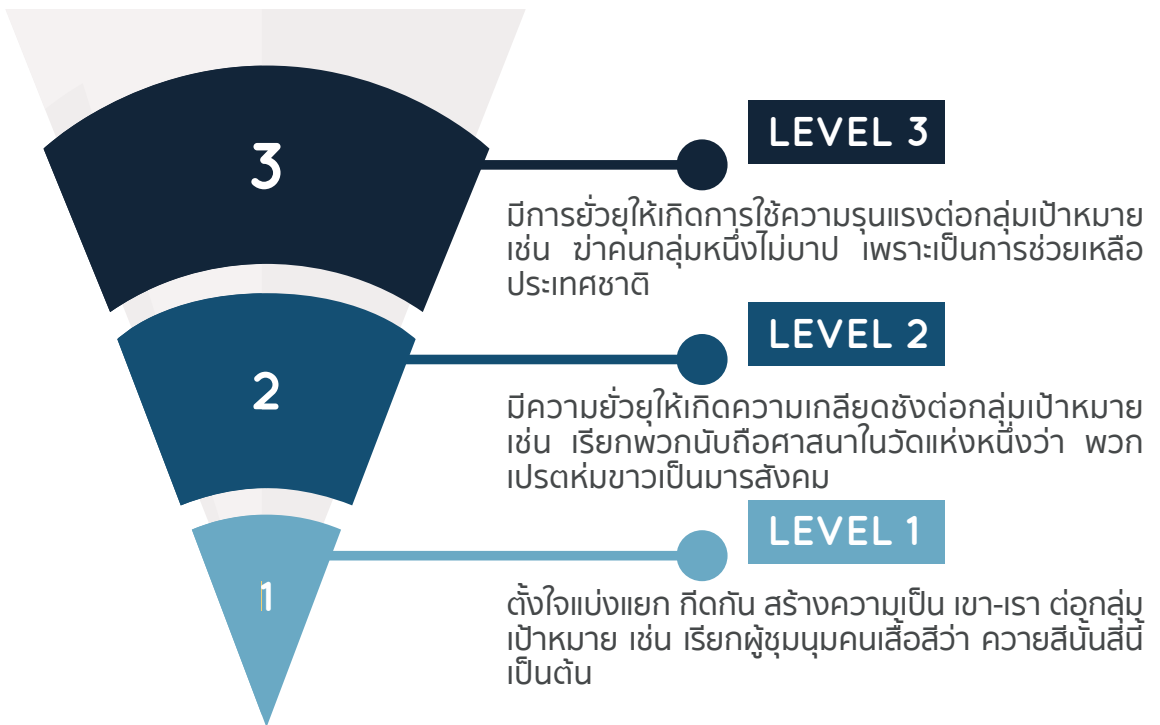 3
LEVEL 3
มีการยั่วยุให้เกิดการใช้ความรุนแรงต่อกลุ่มเป้าหมาย
เช่น ฆ่าคนกลุ่มหนึ่งไม่บาป เพราะเป็นการช่วยเหลือ
ประเทศชาติ
2
LEVEL 2
มีความยั่วยุให้เกิดความเกลียดชังต่อกลุ่มเป้าหมาย
เช่น เรียกพวกนับถือศาสนาในวัดแห่งหนึ่งว่า พวก
เปรตห่มขาวเป็นมารสังคม
1
LEVEL 1
ตั้งใจแบ่งแยก กีดกัน สร้างความเป็น เขา-เรา ต่อกลุ่ม
เป้าหมาย เช่น เรียกผู้ชุมนุมคนเสื้อสีว่า ควายสีนั้นสีนี้
เป็นต้น